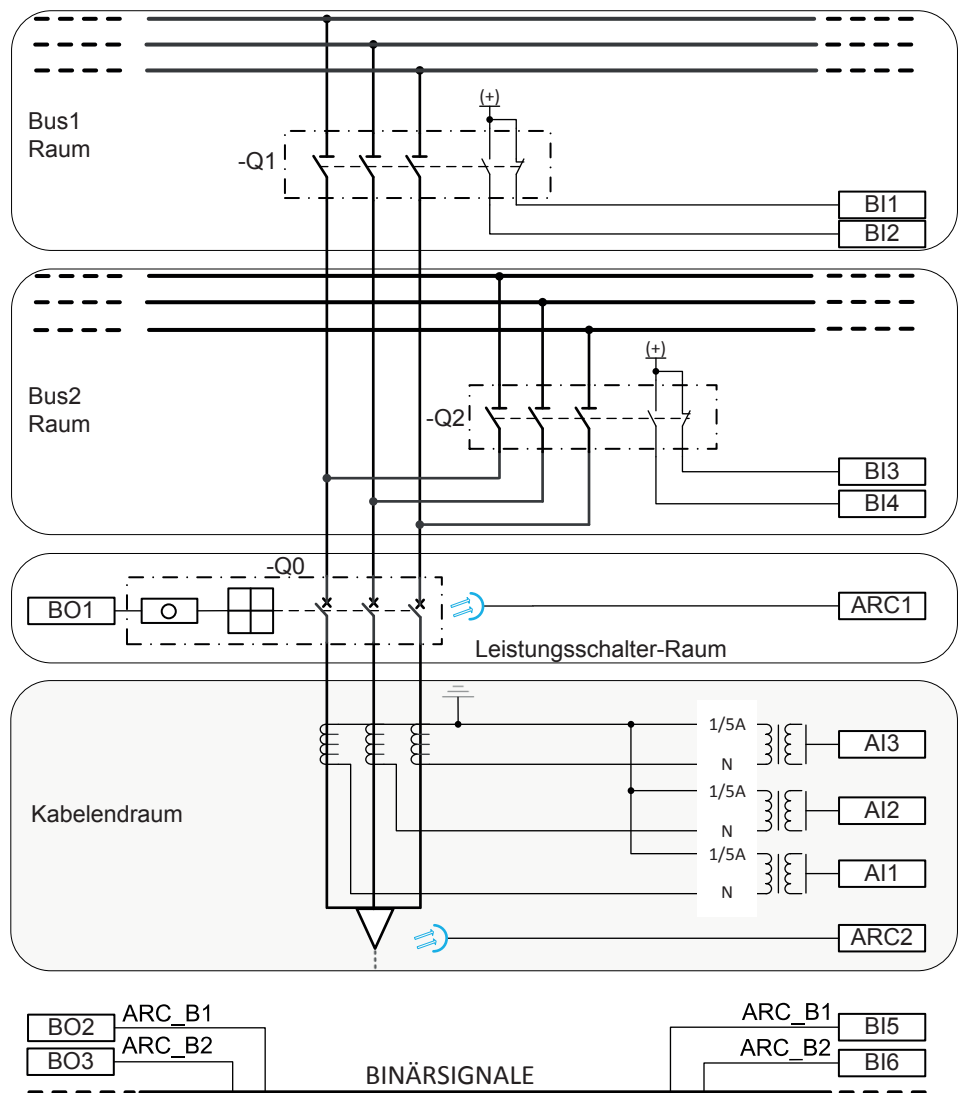 (+)
Bus1
Raum
-Q1
BI1
BI2
(+)
Bus2
Raum
-Q2
BI3
BI4
-Q0
BO1
ARC1
Leistungsschalter-Raum
1/5A
AI3
N
1/5A
Kabelendraum
AI2
N
1/5A
AI1
N
ARC2
ARC_B1
BO2
ARC_B2
BO3
ARC_B1
BI5
ARC_B2
BI6
BINÄRSIGNALE